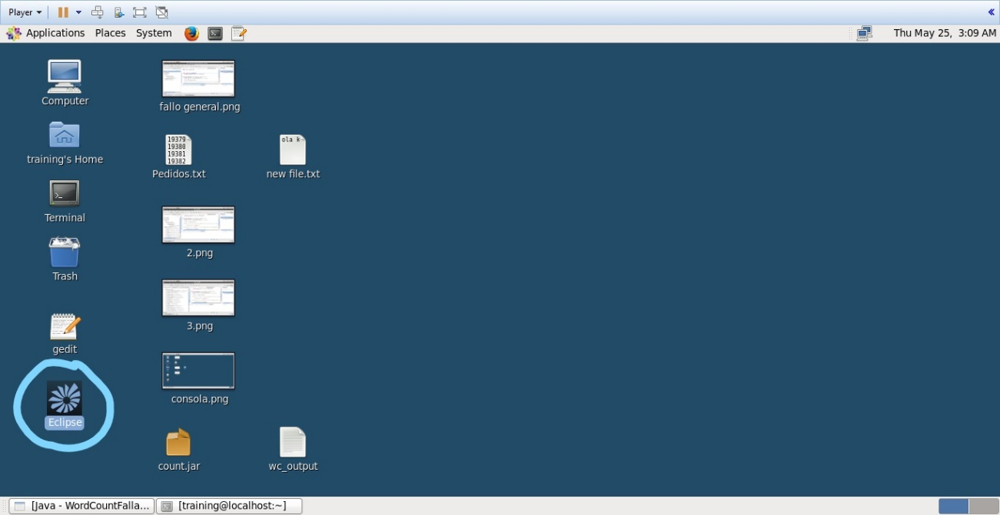 Player
Applications Places System Thu May 25, 3:09 AM
Computer
fallo general.png
training's Home
19379
19380
19381
19382
Pedidos.txt
ola k
new file.txt
Terminal
2.png
Trash
3.png
gedit
consola.png
Eclipse
count.jar
wc_output
[Java - WordCountFalla... [training@localhost:~]